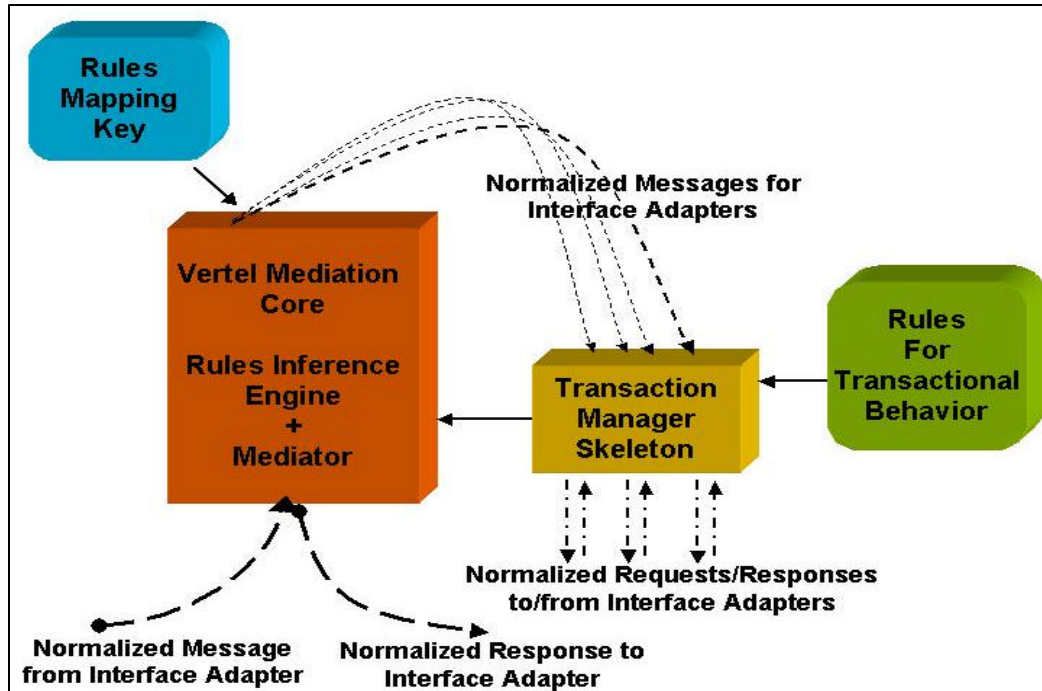 Rules
Mapping
Key
Normalized Messages for
Interface Adapters
Vertel Mediation
Core
Rules Inference
Engine
+
Mediator
Transaction
Manager
Skeleton
Rules
For
Transactional
Behavior
Normalized Requests/Responses
to/from Interface Adapters
Normalized Message
from Interface Adapter
Normalized Response to
Interface Adapter